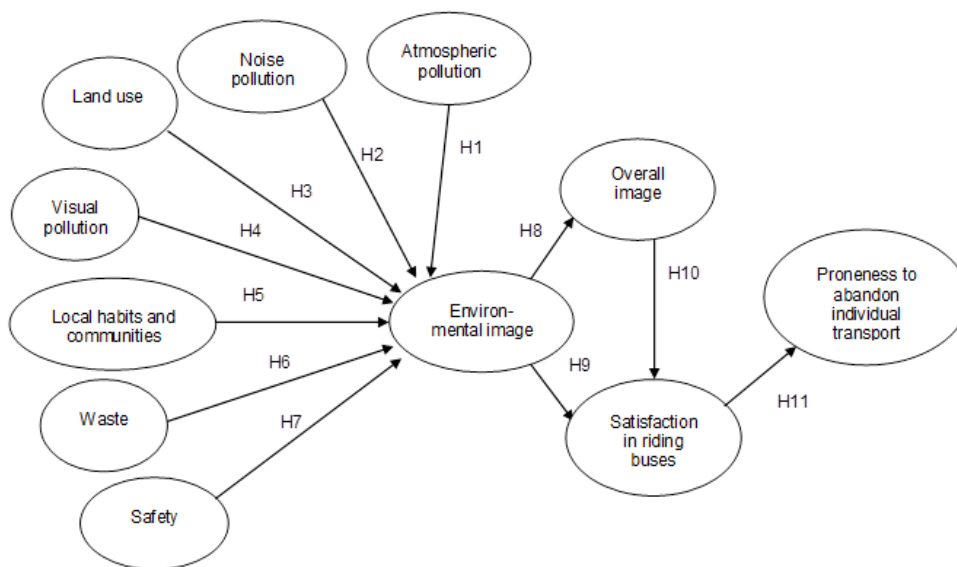 Noise
pollution
Atmospheric
pollution
Land use
H2
H1
H3
Overall
image
Visual
pollution
H4
H8
H10
Proneness to
abandon
individual
transport
H5
Local habits and
communities
Environ-
mental image
H6
H9
H11
Waste
H7
Satisfaction
in riding
buses
Safety